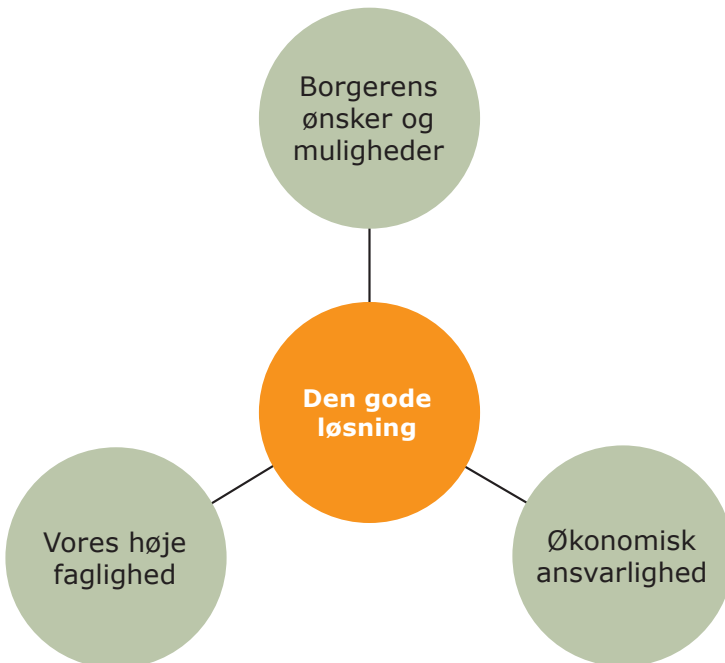 Borgerens
ønsker og
muligheder
Den gode
løsning
Vores høje
faglighed
Økonomisk
ansvarlighed